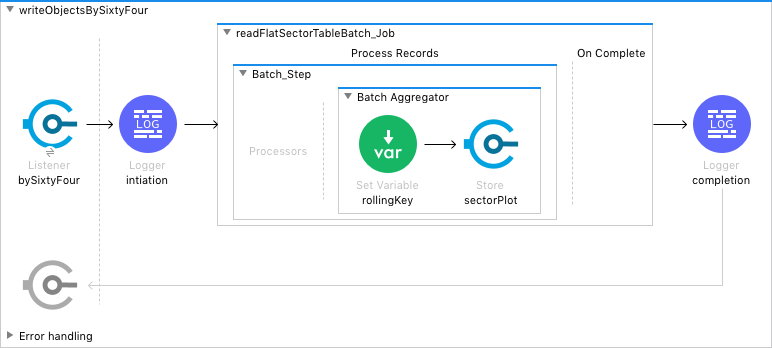 writeObjectsBySixtyFour
readFlatSectorTableBatch_Job
Process Records
On Complete
Batch_Step
Batch Aggregator
Processors
LOG
var
LOG
Listener
bySixtyFour
Logger
intiation
Set Variable
rollingKey
Store
sectorPlot
Logger
completion
Error handling